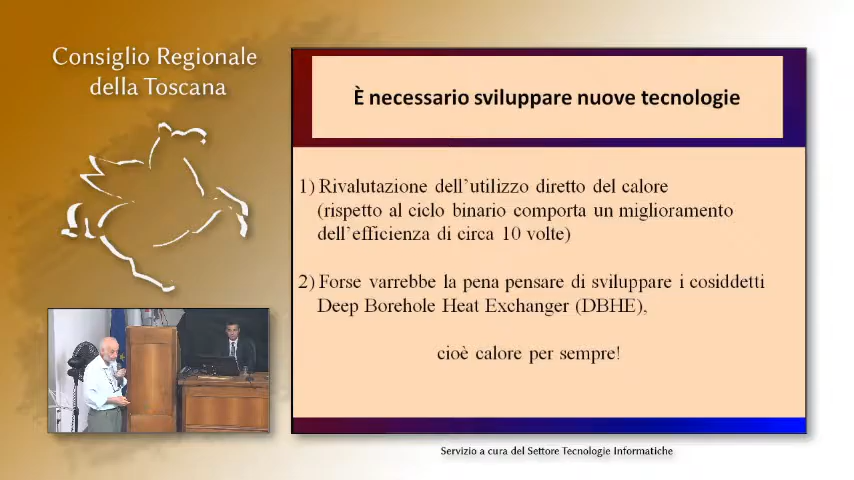 Consiglio Regionale
della Toscana
È necessario sviluppare nuove tecnologie
1) Rivalutazione dell'utilizzo diretto del calore
(rispetto al ciclo binario comporta un miglioramento
dell'efficienza di circa 10 volte)
2) Forse varrebbe la pena pensare di sviluppare i cosiddetti
Deep Borehole Heat Exchanger (DBHE),
cioè calore per sempre!
Servizio a cura del Settore Tecnologie Informatiche